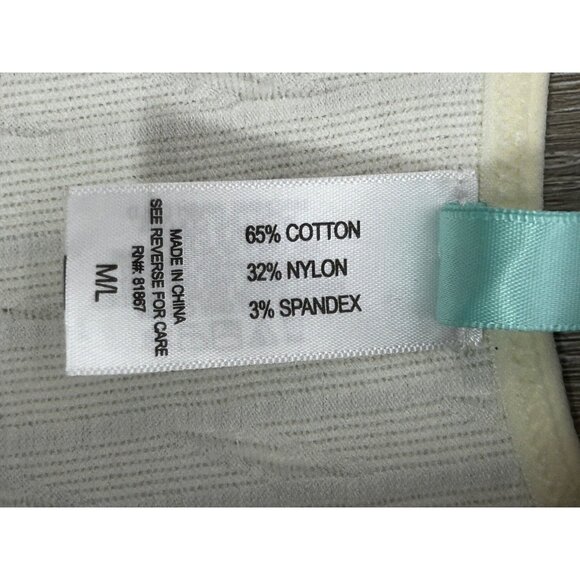 65% COTTON
32% NYLON
3% SPANDEX
MADE IN CHINA
SEE REVERSE FOR CARE
RN#: 81867
M/L